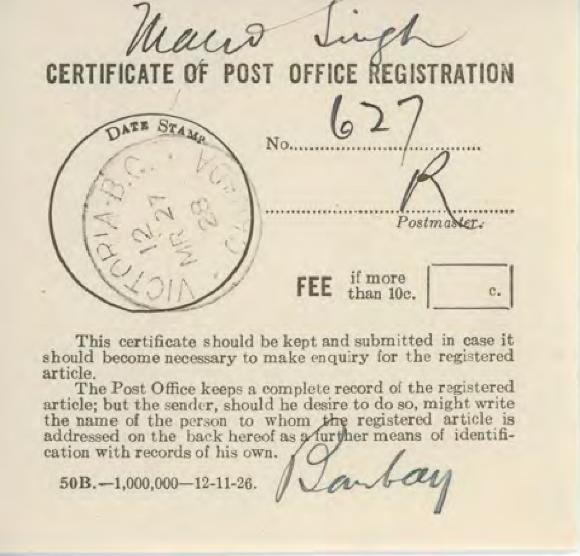 Singh
CERTIFICATE OF POST OFFICE REGISTRATION
DATE STAMP
VICTORIA-B.C. · CANADA ·
12
MR 27
28
No. 627
R
Postmaster.
FEE if more than 10c. c.
This certificate should be kept and submitted in case it
should become necessary to make enquiry for the registered
article.
The Post Office keeps a complete record of the registered
article; but the sender, should he desire to do so, might write
the name of the person to whom the registered article is
addressed on the back hereof as a further means of identifi-
cation with records of his own.
50B.—1,000,000—12-11-26.
Bombay